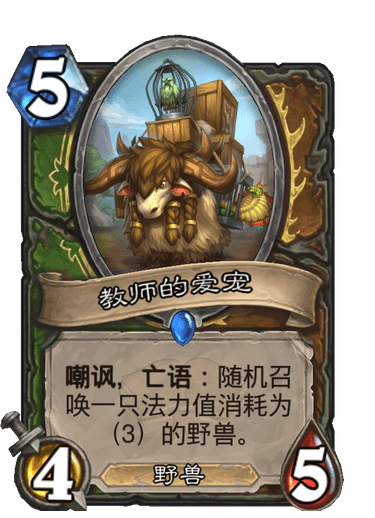 5
教师的爱宠
嘲讽，亡语：随机召
唤一只法力值消耗为
（3）的野兽。
野兽
4
5